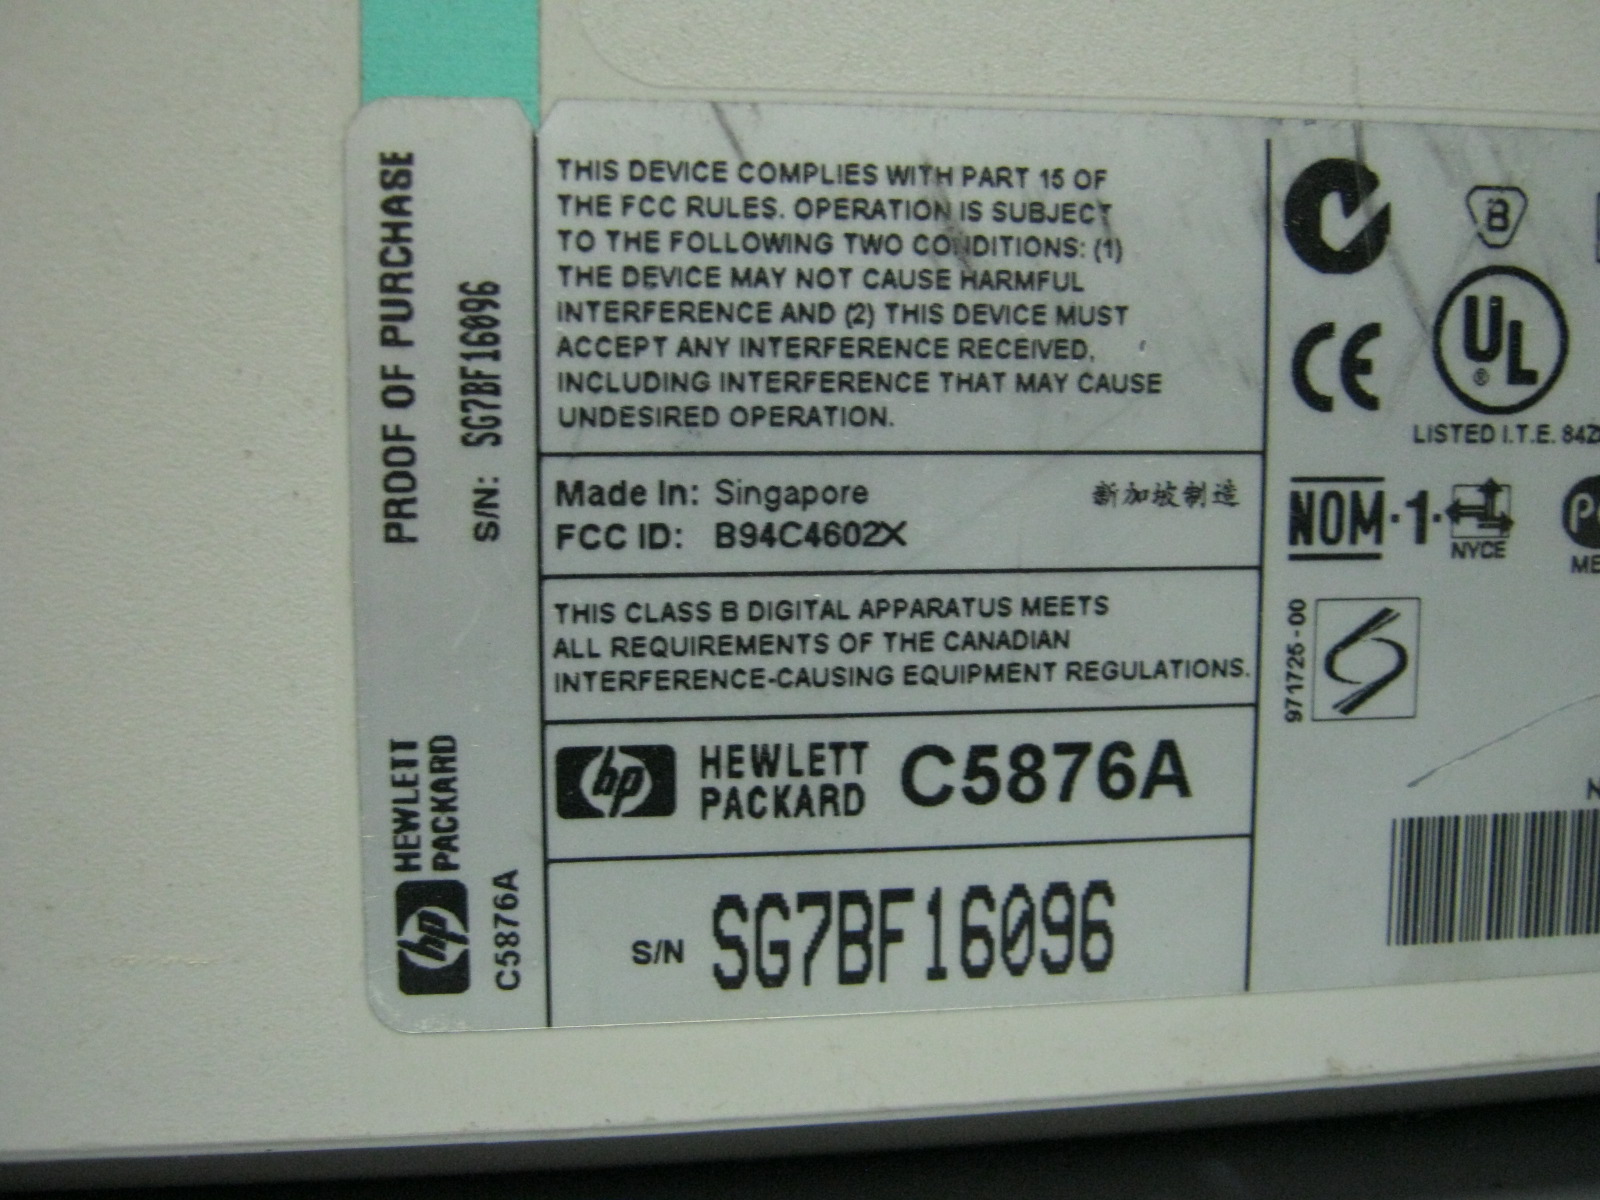 PROOF OF PURCHASE
S/N: SG7BF16096
hp HEWLETT
PACKARD
C5876A
THIS DEVICE COMPLIES WITH PART 15 OF
THE FCC RULES. OPERATION IS SUBJECT
TO THE FOLLOWING TWO CONDITIONS: (1)
THE DEVICE MAY NOT CAUSE HARMFUL
INTERFERENCE AND (2) THIS DEVICE MUST
ACCEPT ANY INTERFERENCE RECEIVED,
INCLUDING INTERFERENCE THAT MAY CAUSE
UNDESIRED OPERATION.
Made In: Singapore 新加坡制造
FCC ID: B94C4602X
THIS CLASS B DIGITAL APPARATUS MEETS
ALL REQUIREMENTS OF THE CANADIAN
INTERFERENCE-CAUSING EQUIPMENT REGULATIONS.
hp HEWLETT
PACKARD
C5876A
S/N SG7BF16096
B
CE
UL
®
LISTED I.T.E.
NOM-1-
NYCE
971725-00